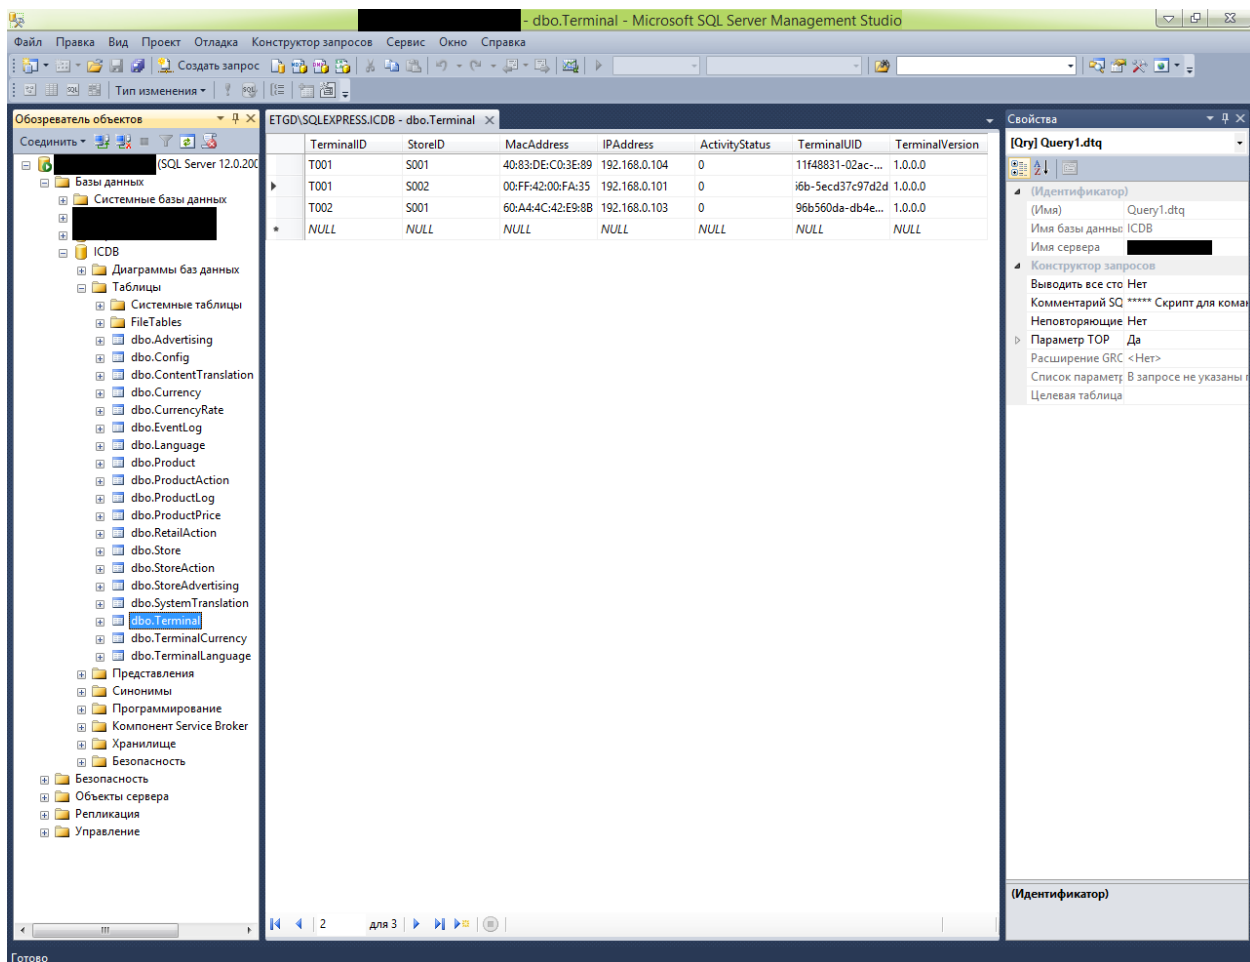 - dbo.Terminal - Microsoft SQL Server Management Studio
Файл Правка Вид Проект Отладка Конструктор запросов Сервис Окно Справка
Создать запрос
Тип изменения
Обозреватель объектов
Соединить
(SQL Server 12.0.200
Базы данных
Системные базы данных
ICDB
Диаграммы баз данных
Таблицы
Системные таблицы
FileTables
dbo.Advertising
dbo.Config
dbo.ContentTranslation
dbo.Currency
dbo.CurrencyRate
dbo.EventLog
dbo.Language
dbo.Product
dbo.ProductAction
dbo.ProductLog
dbo.ProductPrice
dbo.RetailAction
dbo.Store
dbo.StoreAction
dbo.StoreAdvertising
dbo.SystemTranslation
dbo.Terminal
dbo.TerminalCurrency
dbo.TerminalLanguage
Представления
Синонимы
Программирование
Компонент Service Broker
Хранилище
Безопасность
Безопасность
Объекты сервера
Репликация
Управление
ETGD\SQLEXPRESS.ICDB - dbo.Terminal
TerminalID StoreID MacAddress IPAddress ActivityStatus TerminalUID TerminalVersion
T001 S001 40:83:DE:C0:3E:89 192.168.0.104 0 11f48831-02ac-... 1.0.0.0
T001 S002 00:FF:42:00:FA:35 192.168.0.101 0 i6b-5ecd37c97d2d 1.0.0.0
T002 S001 60:A4:4C:42:E9:8B 192.168.0.103 0 96b560da-db4e... 1.0.0.0
NULL NULL NULL NULL NULL NULL NULL
2 для 3
Свойства
[Qry] Query1.dtq
(Идентификатор)
(Имя) Query1.dtq
Имя базы данны: ICDB
Имя сервера
Конструктор запросов
Выводить все сто Нет
Комментарий SQ ***** Скрипт для коман
Неповторяющие Нет
Параметр TOP Да
Расширение GRC <Нет>
Список парамет В запросе не указаны п
Целевая таблица
(Идентификатор)
Готово